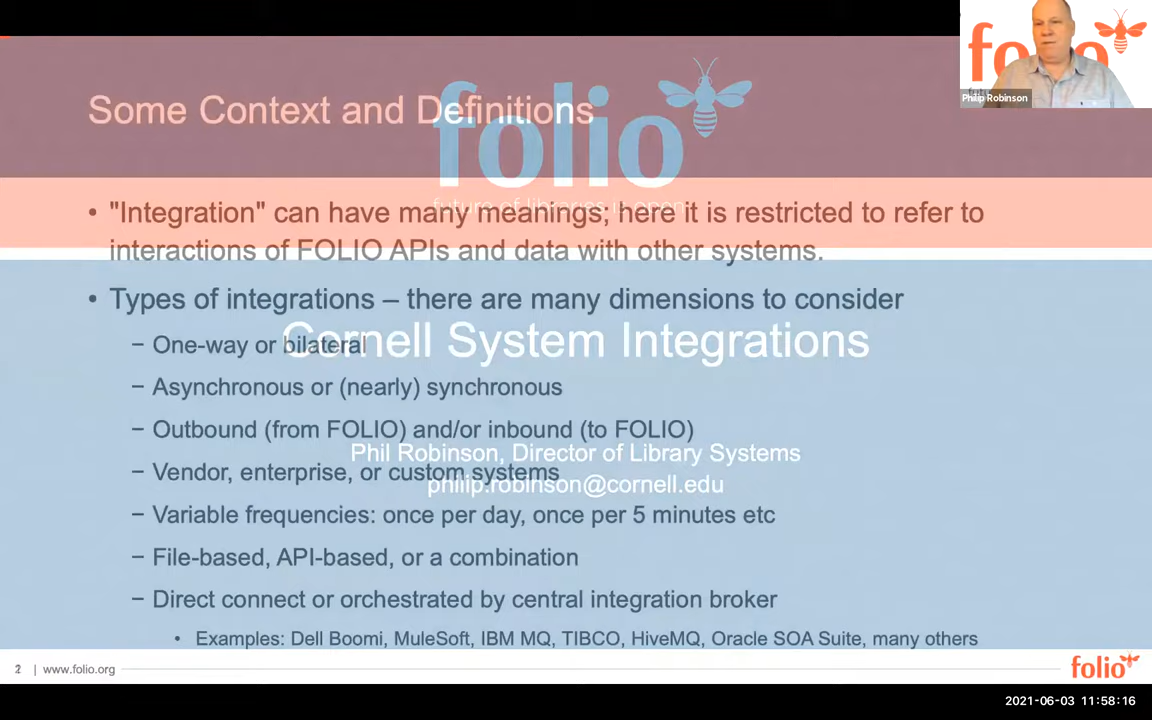 folio
Philip Robinson
folio
future of libraries is open
Some Context and Definitions
• "Integration" can have many meanings; here it is restricted to refer to
interactions of FOLIO APIs and data with other systems.
• Types of integrations – there are many dimensions to consider
Cornell System Integrations
– One-way or bilateral
– Asynchronous or (nearly) synchronous
– Outbound (from FOLIO) and/or inbound (to FOLIO)
Phil Robinson, Director of Library Systems
– Vendor, enterprise, or custom systems
philip.robinson@cornell.edu
– Variable frequencies: once per day, once per 5 minutes etc
– File-based, API-based, or a combination
– Direct connect or orchestrated by central integration broker
• Examples: Dell Boomi, MuleSoft, IBM MQ, TIBCO, HiveMQ, Oracle SOA Suite, many others
| www.folio.org
folio
2021-06-03 11:58:16